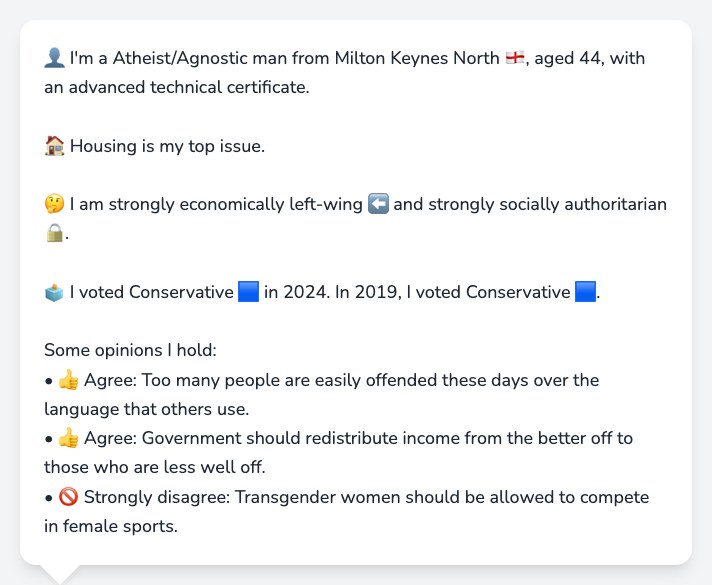 👤 I'm a Atheist/Agnostic man from Milton Keynes North 🏴󠁧󠁢󠁥󠁮󠁧󠁿, aged 44, with
an advanced technical certificate.
🏠 Housing is my top issue.
🤔 I am strongly economically left-wing ⬅️ and strongly socially authoritarian
🔒.
🗳️ I voted Conservative 🟦 in 2024. In 2019, I voted Conservative 🟦.
Some opinions I hold:
• 👍 Agree: Too many people are easily offended these days over the
language that others use.
• 👍 Agree: Government should redistribute income from the better off to
those who are less well off.
• 🚫 Strongly disagree: Transgender women should be allowed to compete
in female sports.